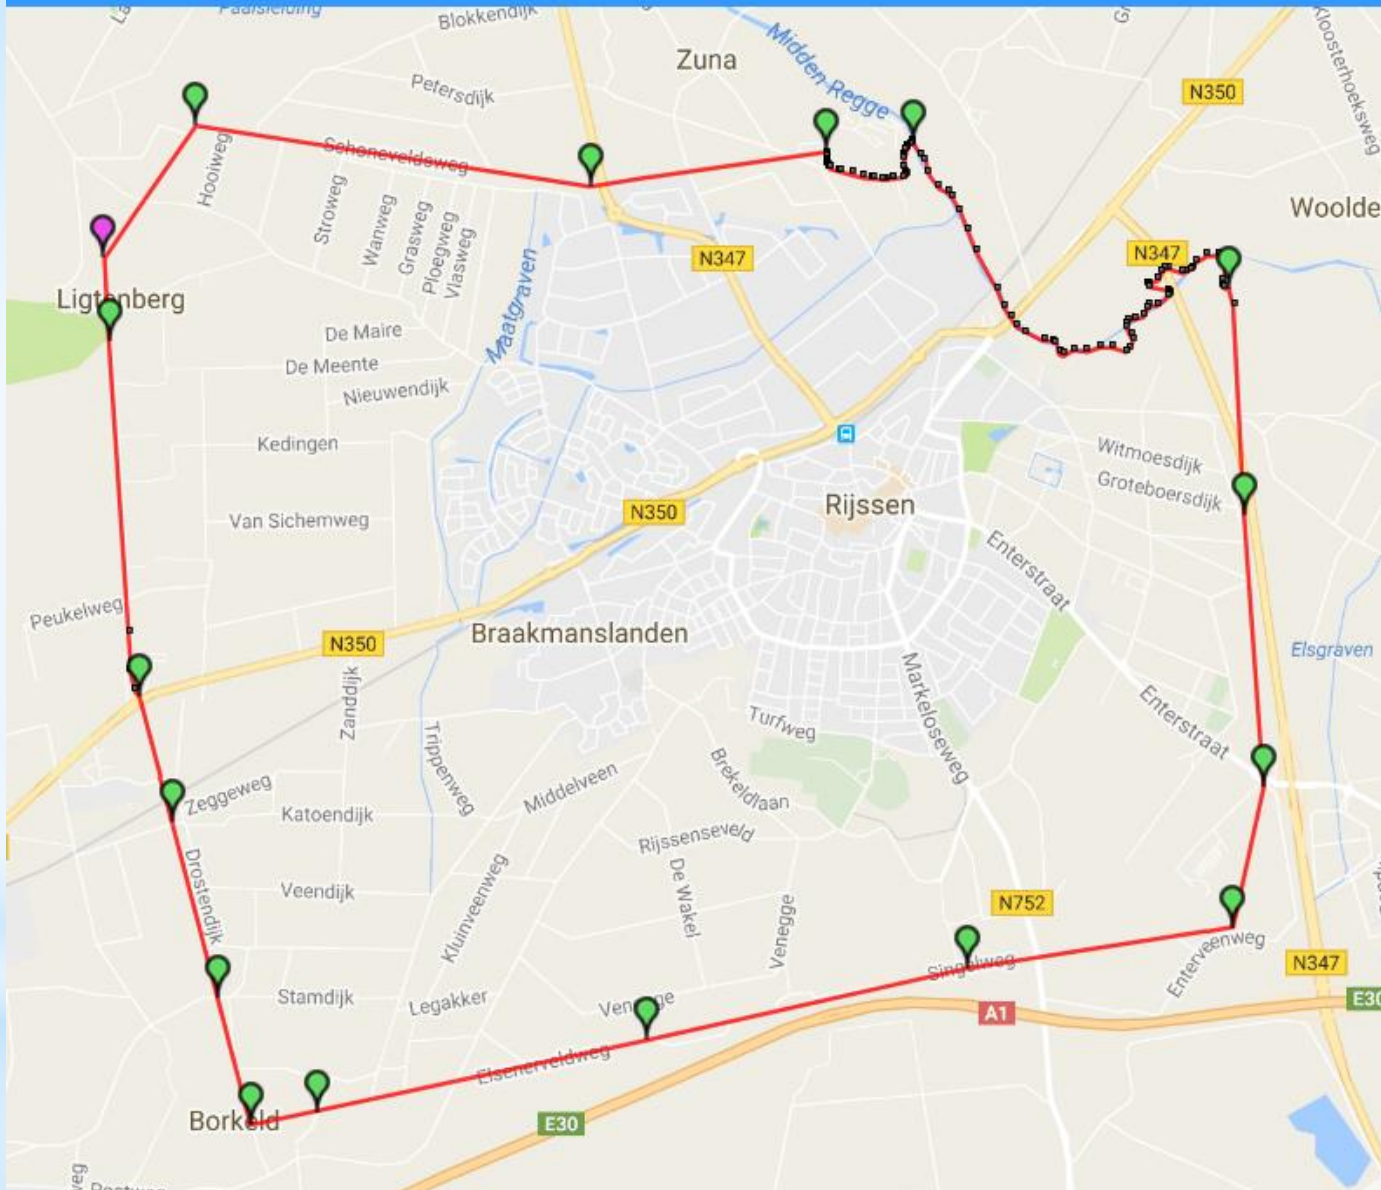 Paalsleiding
Blokkendijk
Kloosterhoeksweg
Zuna
Midden Regge
Petersdijk
N350
Hooiweg
Schoneveldsweg
Stroweg
Wanweg
Grasweg
Ploegweg
Vlasweg
Woolde
N347
N347
Maatgraven
Ligtenberg
De Maire
De Meente
Nieuwendijk
Kedingen
Witmoesdijk
Groteboersdijk
Rijssen
N350
Van Sichemweg
Enterstraat
Peukelweg
N350
Braakmanslanden
Elsgraven
Zanddijk
Markeloseweg
Turfweg
Enterstraat
Trippenweg
Brekeldlaan
Middelveen
Zeggeweg
Katoendijk
Rijssenseveld
Drostendijk
Veendijk
Kluinveenweg
De Wakel
Venegge
N752
Enterveenweg
Singelweg
N347
Stamdijk
Legakker
Venegge
E30
A1
Elsenerveldweg
Borkeld
E30